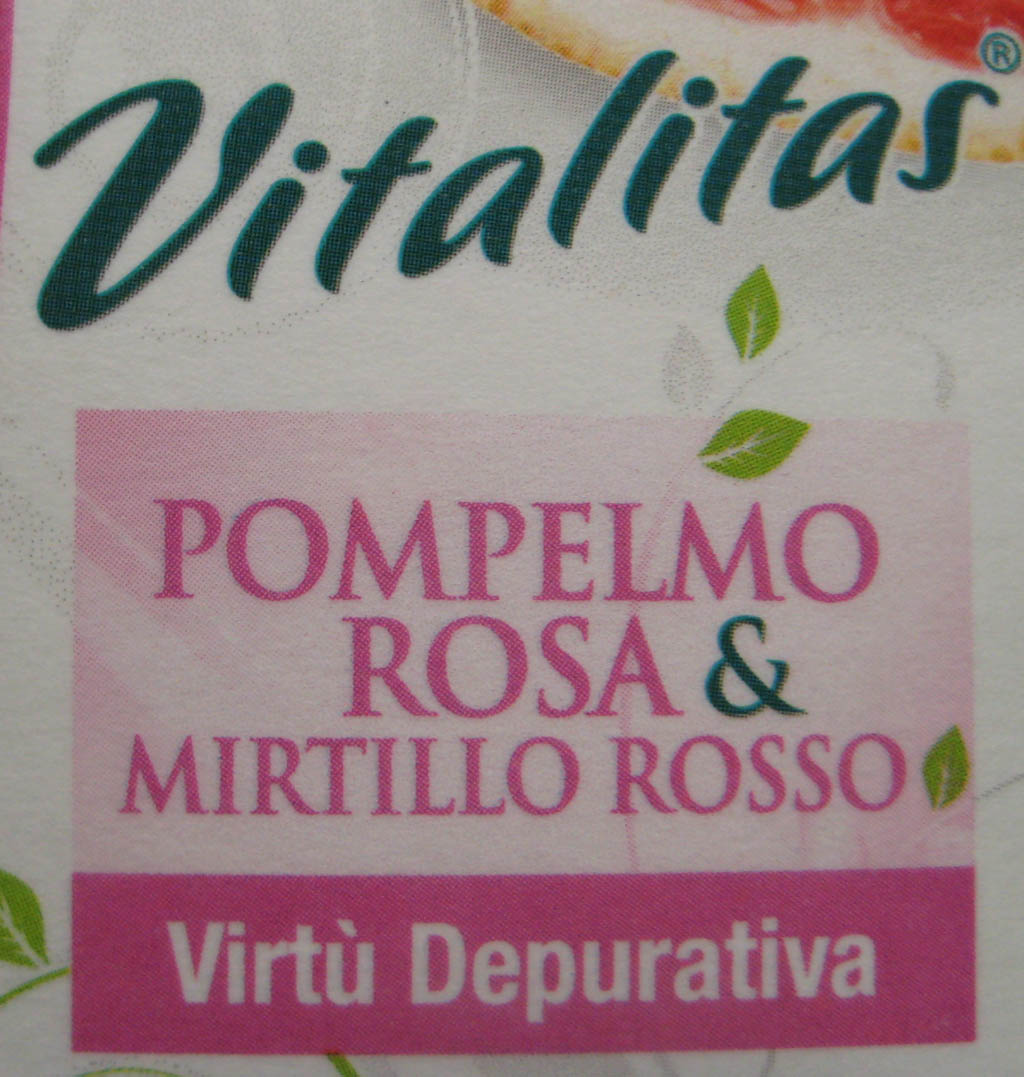 Vitalitas®
POMPELMO
ROSA &
MIRTILLO ROSSO
Virtù Depurativa